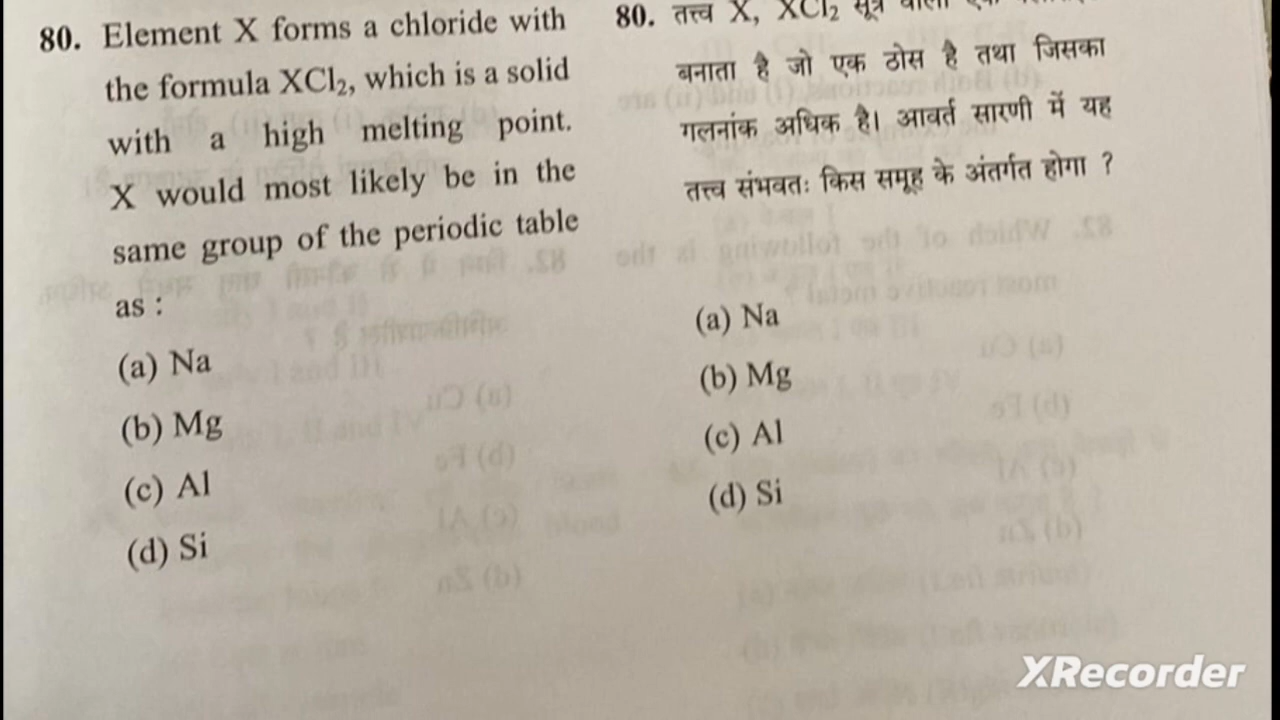 80. Element X forms a chloride with
the formula XCl₂, which is a solid
with a high melting point.
X would most likely be in the
same group of the periodic table
as :
(a) Na
(b) Mg
(c) Al
(d) Si
80. तत्त्व X, XCl₂ सूत्र वाला एक
बनाता है जो एक ठोस है तथा जिसका
गलनांक अधिक है। आवर्त सारणी में यह
तत्त्व संभवतः किस समूह के अंतर्गत होगा ?
(a) Na
(b) Mg
(c) Al
(d) Si
XRecorder